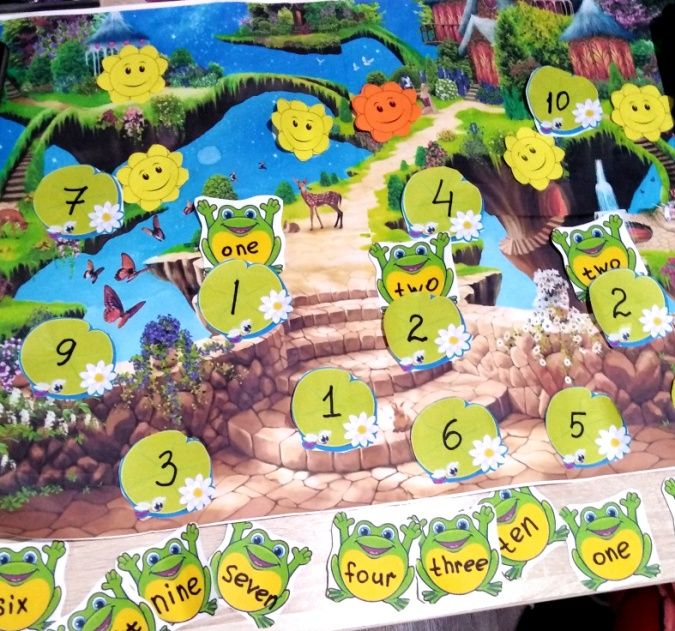 10
7
4
one
two
two
1
2
2
9
1
6
5
3
six
nine
seven
four
three
ten
one